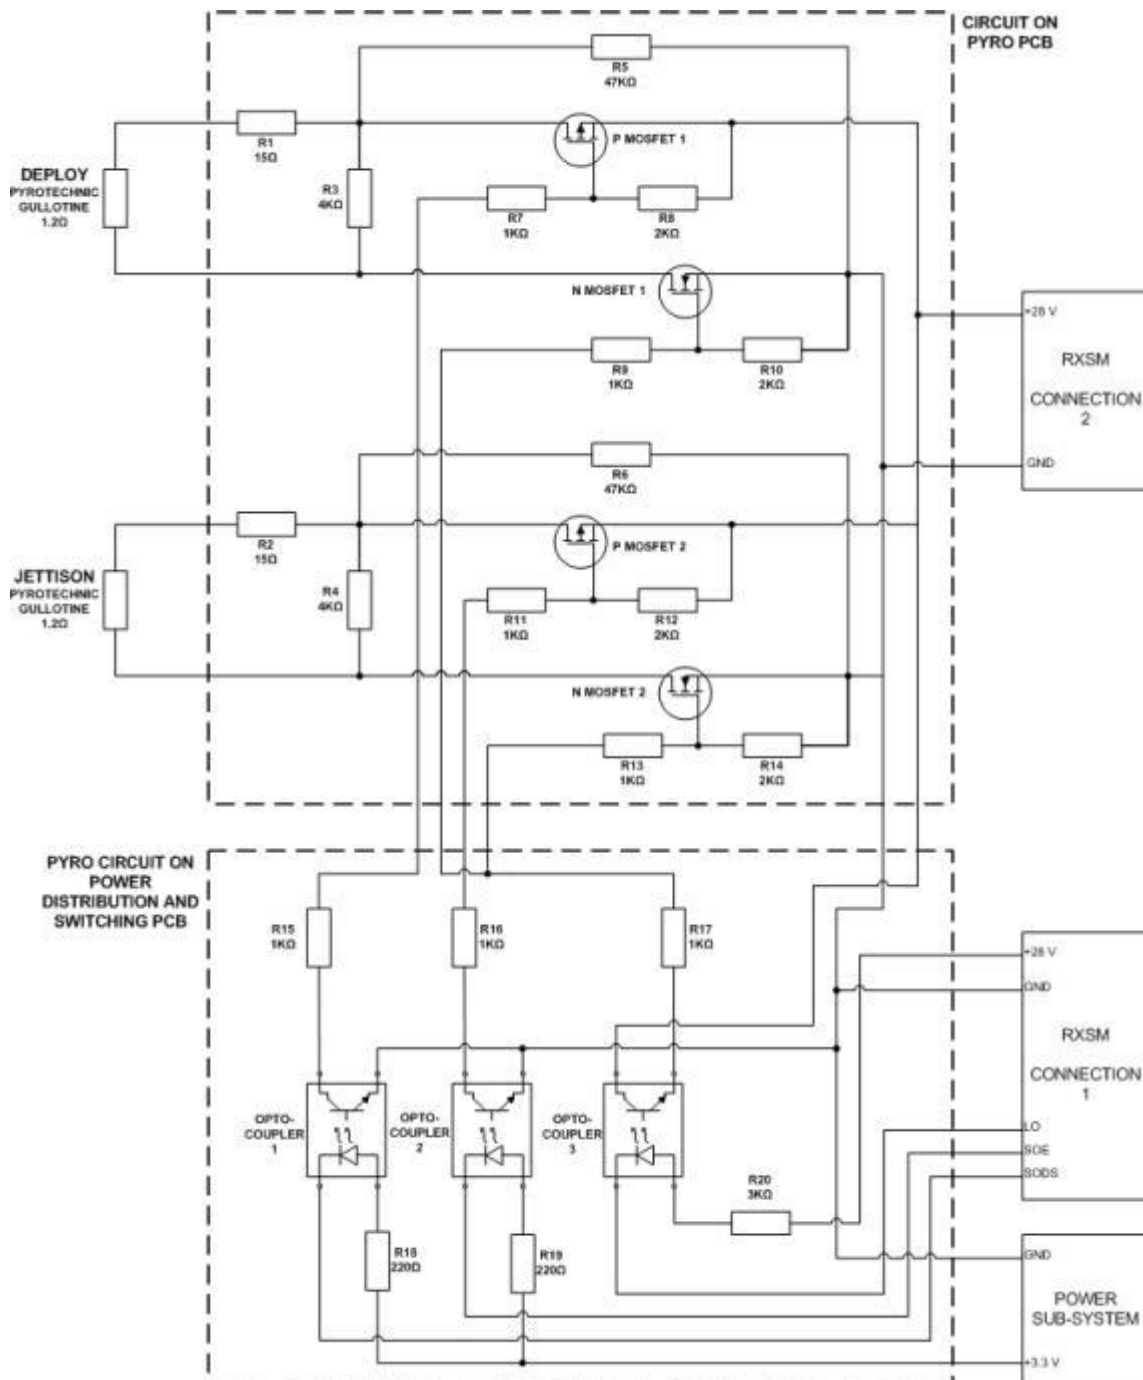 CIRCUIT ON
PYRO PCB
R5
47KΩ
R1
15Ω
P MOSFET 1
DEPLOY
PYROTECHNIC
GULLOTINE
1.2Ω
R3
4KΩ
R7
1KΩ
R8
2KΩ
N MOSFET 1
+28 V
RXSM
CONNECTION
2
GND
R9
1KΩ
R10
2KΩ
R6
47KΩ
R2
15Ω
P MOSFET 2
JETTISON
PYROTECHNIC
GULLOTINE
1.2Ω
R4
4KΩ
R11
1KΩ
R12
2KΩ
N MOSFET 2
R13
1KΩ
R14
2KΩ
PYRO CIRCUIT ON
POWER
DISTRIBUTION AND
SWITCHING PCB
R15
1KΩ
R16
1KΩ
R17
1KΩ
+28 V
GND
RXSM
CONNECTION
1
LO
SOE
SODS
OPTO-
COUPLER
1
OPTO-
COUPLER
2
OPTO-
COUPLER
3
R20
3KΩ
R18
220Ω
R19
220Ω
GND
POWER
SUB-SYSTEM
+3.3 V